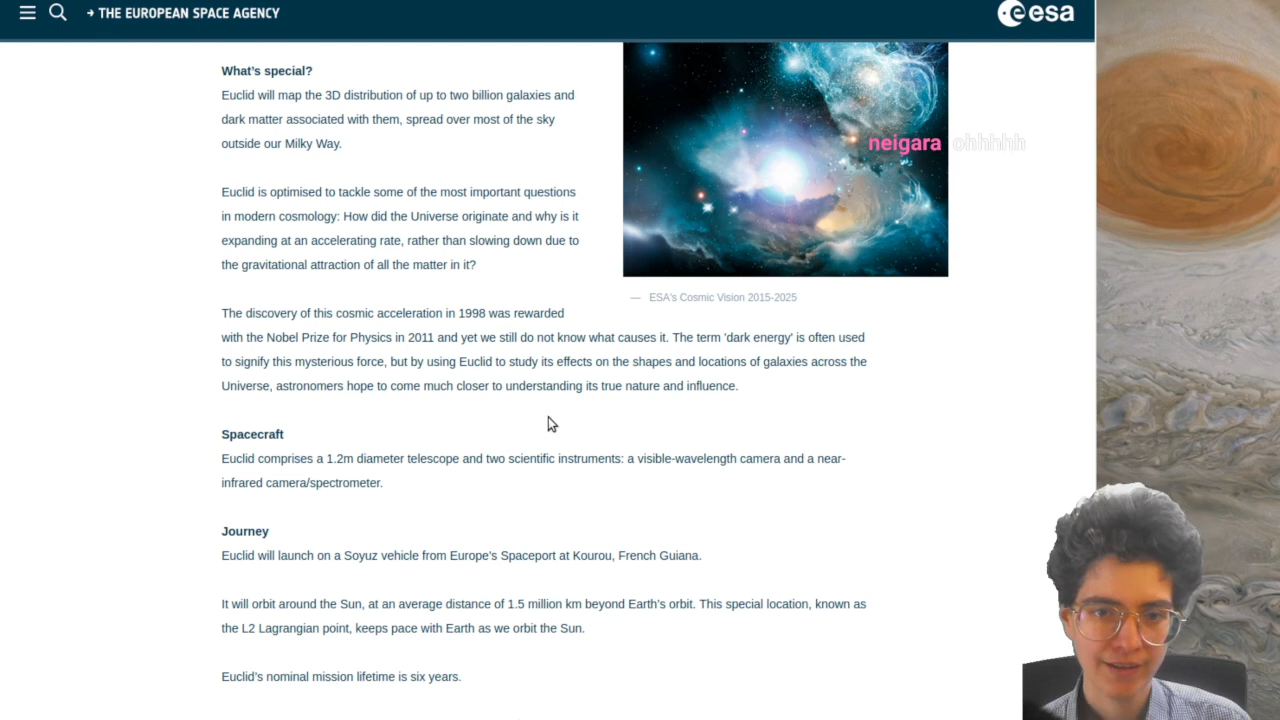 → THE EUROPEAN SPACE AGENCY
esa
What's special?
Euclid will map the 3D distribution of up to two billion galaxies and
dark matter associated with them, spread over most of the sky
outside our Milky Way.
neigara ohhhhh
Euclid is optimised to tackle some of the most important questions
in modern cosmology: How did the Universe originate and why is it
expanding at an accelerating rate, rather than slowing down due to
the gravitational attraction of all the matter in it?
— ESA's Cosmic Vision 2015-2025
The discovery of this cosmic acceleration in 1998 was rewarded
with the Nobel Prize for Physics in 2011 and yet we still do not know what causes it. The term 'dark energy' is often used
to signify this mysterious force, but by using Euclid to study its effects on the shapes and locations of galaxies across the
Universe, astronomers hope to come much closer to understanding its true nature and influence.
Spacecraft
Euclid comprises a 1.2m diameter telescope and two scientific instruments: a visible-wavelength camera and a near-
infrared camera/spectrometer.
Journey
Euclid will launch on a Soyuz vehicle from Europe's Spaceport at Kourou, French Guiana.
It will orbit around the Sun, at an average distance of 1.5 million km beyond Earth's orbit. This special location, known as
the L2 Lagrangian point, keeps pace with Earth as we orbit the Sun.
Euclid's nominal mission lifetime is six years.